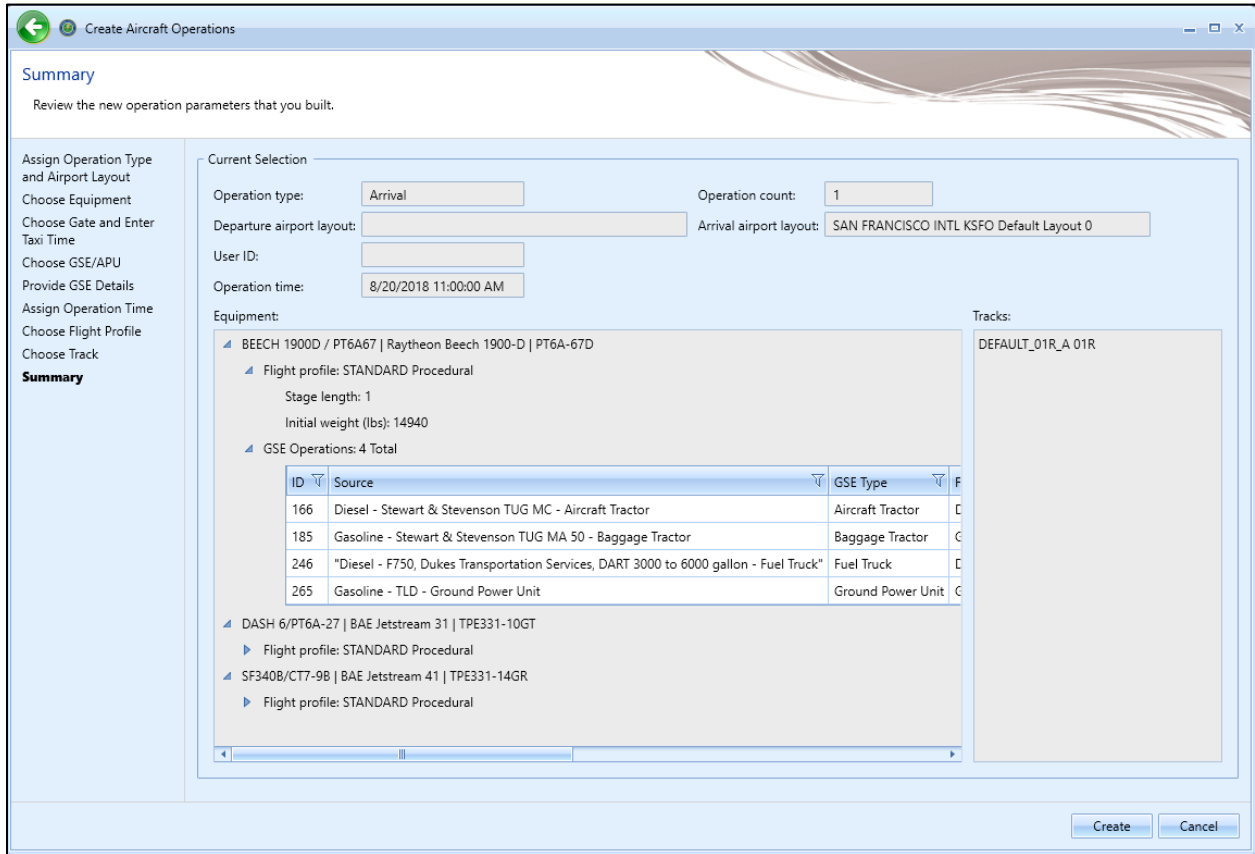 Create Aircraft Operations
Summary
Review the new operation parameters that you built.
Assign Operation Type
and Airport Layout
Choose Equipment
Choose Gate and Enter
Taxi Time
Choose GSE/APU
Provide GSE Details
Assign Operation Time
Choose Flight Profile
Choose Track
Summary
Current Selection
Operation type: Arrival Operation count: 1
Departure airport layout: Arrival airport layout: SAN FRANCISCO INTL KSFO Default Layout 0
User ID:
Operation time: 8/20/2018 11:00:00 AM
Equipment:
BEECH 1900D / PT6A67 | Raytheon Beech 1900-D | PT6A-67D
Flight profile: STANDARD Procedural
Stage length: 1
Initial weight (lbs): 14940
GSE Operations: 4 Total
ID Source GSE Type F
166 Diesel - Stewart & Stevenson TUG MC - Aircraft Tractor Aircraft Tractor D
185 Gasoline - Stewart & Stevenson TUG MA 50 - Baggage Tractor Baggage Tractor G
246 "Diesel - F750, Dukes Transportation Services, DART 3000 to 6000 gallon - Fuel Truck" Fuel Truck D
265 Gasoline - TLD - Ground Power Unit Ground Power Unit G
DASH 6/PT6A-27 | BAE Jetstream 31 | TPE331-10GT
Flight profile: STANDARD Procedural
SF340B/CT7-9B | BAE Jetstream 41 | TPE331-14GR
Flight profile: STANDARD Procedural
Tracks:
DEFAULT_01R_A 01R
Create Cancel